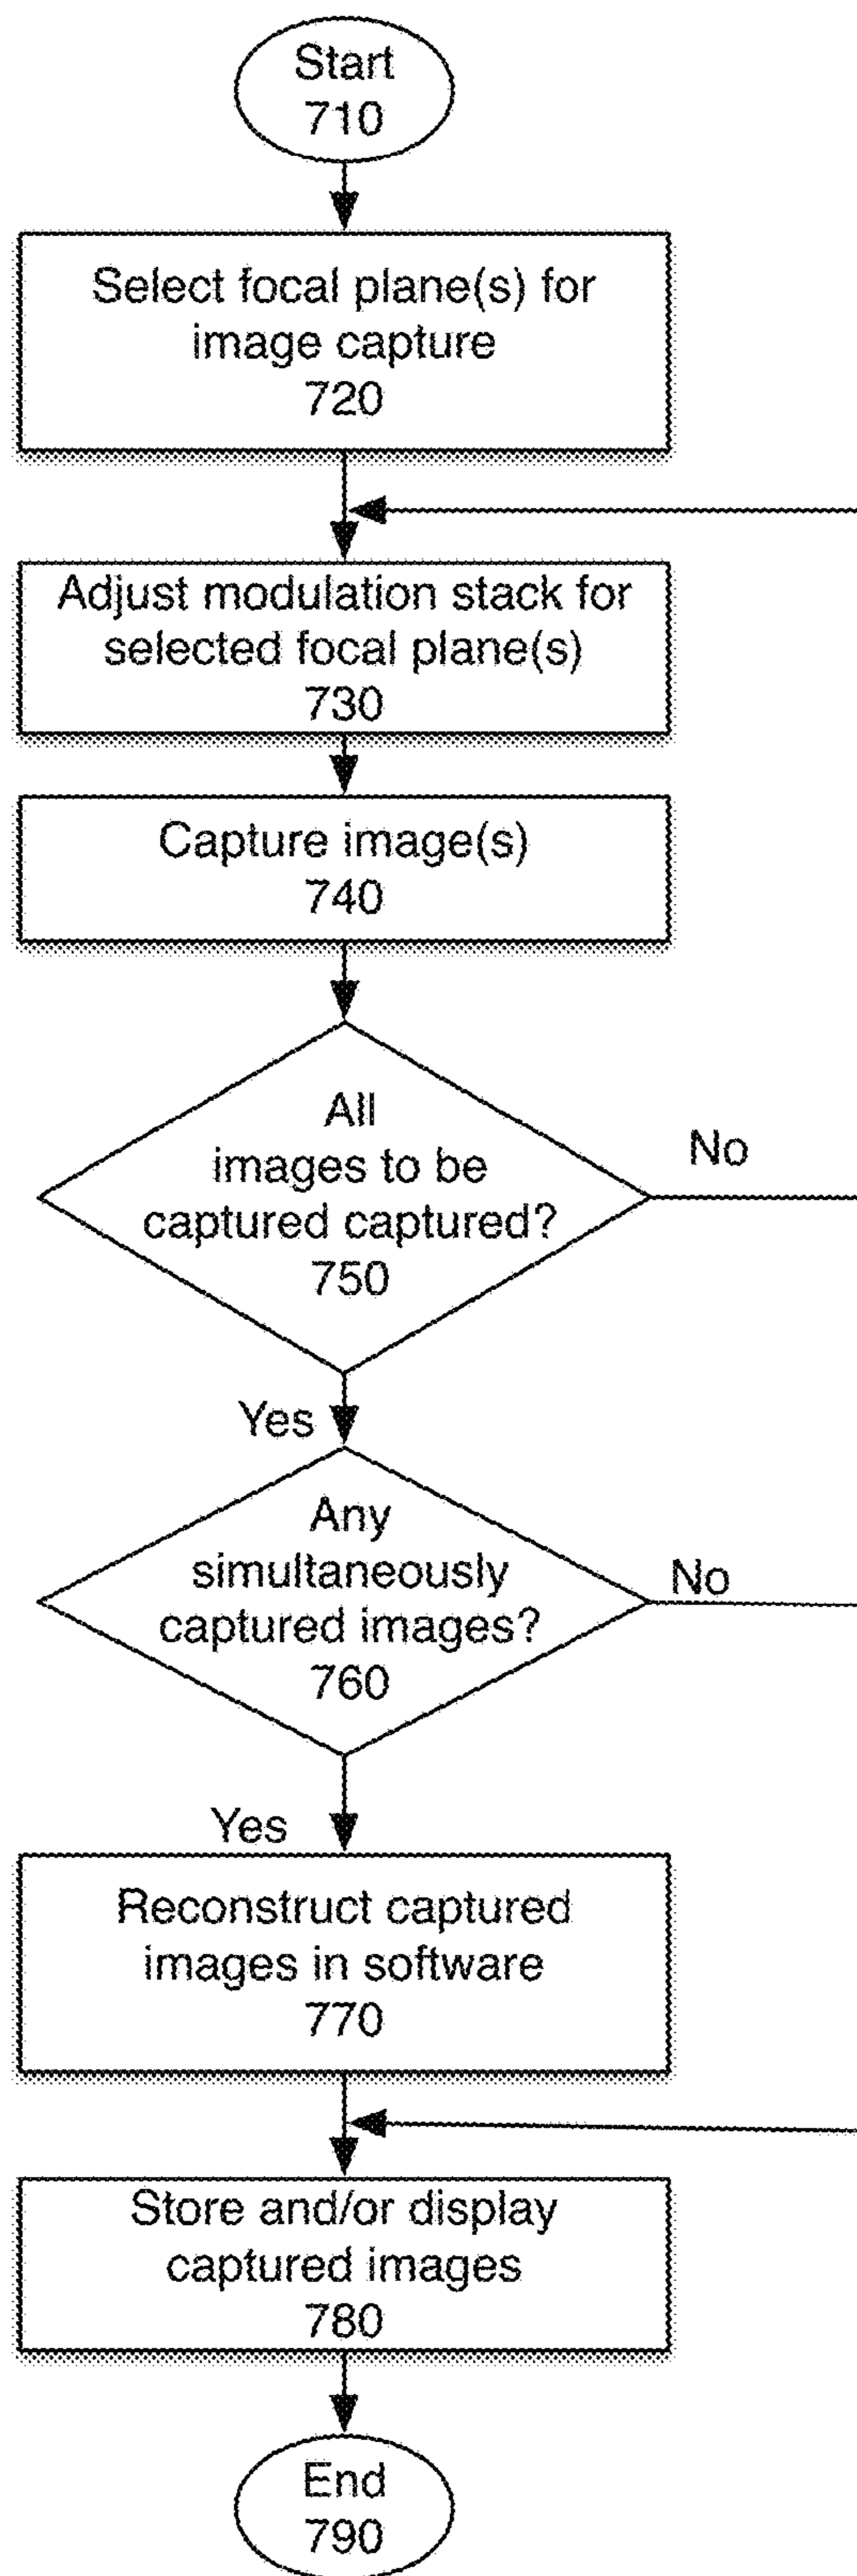 Start
710
Select focal plane(s) for
image capture
720
Adjust modulation stack for
selected focal plane(s)
730
Capture image(s)
740
All
images to be
captured captured?
750
No
Yes
Any
simultaneously
captured images?
760
No
Yes
Reconstruct captured
images in software
770
Store and/or display
captured images
780
End
790